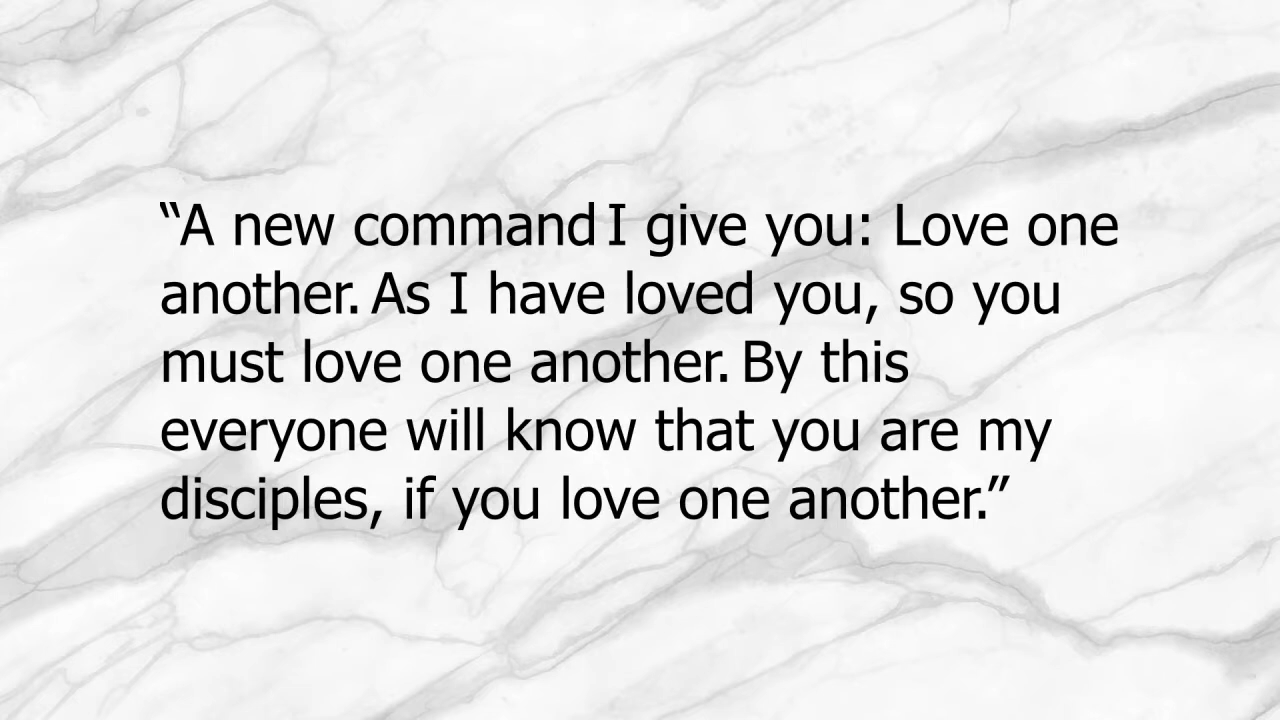 “A new command I give you: Love one
another. As I have loved you, so you
must love one another. By this
everyone will know that you are my
disciples, if you love one another.”